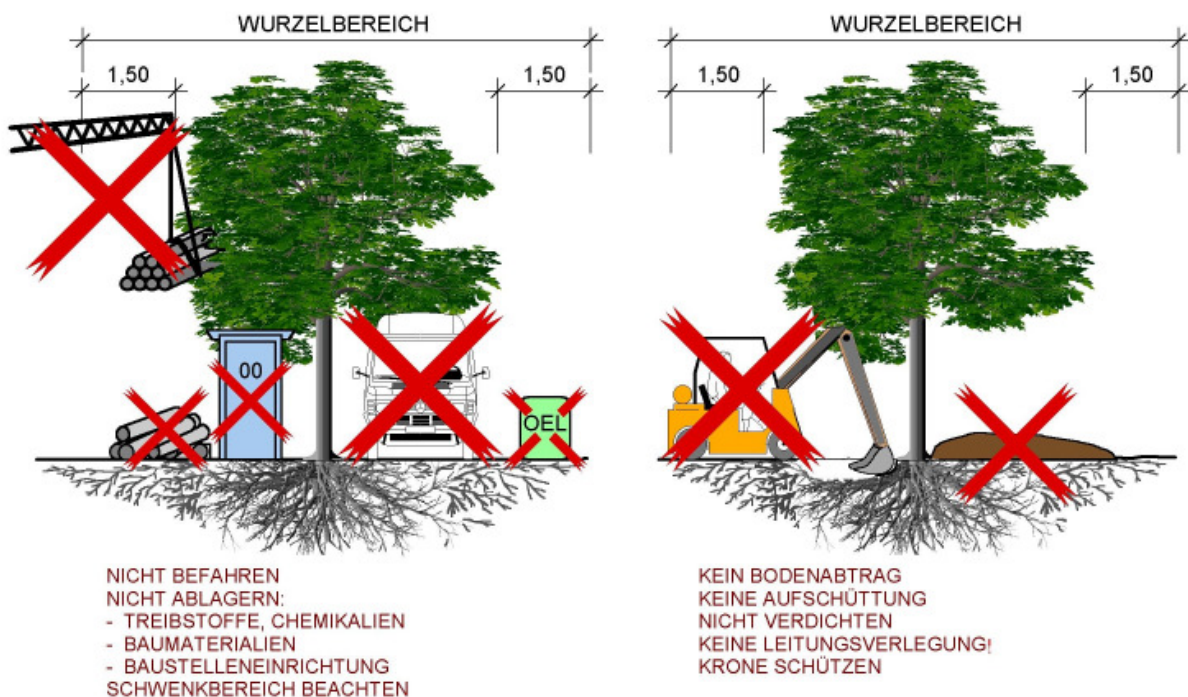 WURZELBEREICH
1,50
1,50
00
OEL
NICHT BEFAHREN
NICHT ABLAGERN:
- TREIBSTOFFE, CHEMIKALIEN
- BAUMATERIALIEN
- BAUSTELLENEINRICHTUNG
SCHWENKBEREICH BEACHTEN
WURZELBEREICH
1,50
1,50
KEIN BODENABTRAG
KEINE AUFSCHÜTTUNG
NICHT VERDICHTEN
KEINE LEITUNGSVERLEGUNG!
KRONE SCHÜTZEN